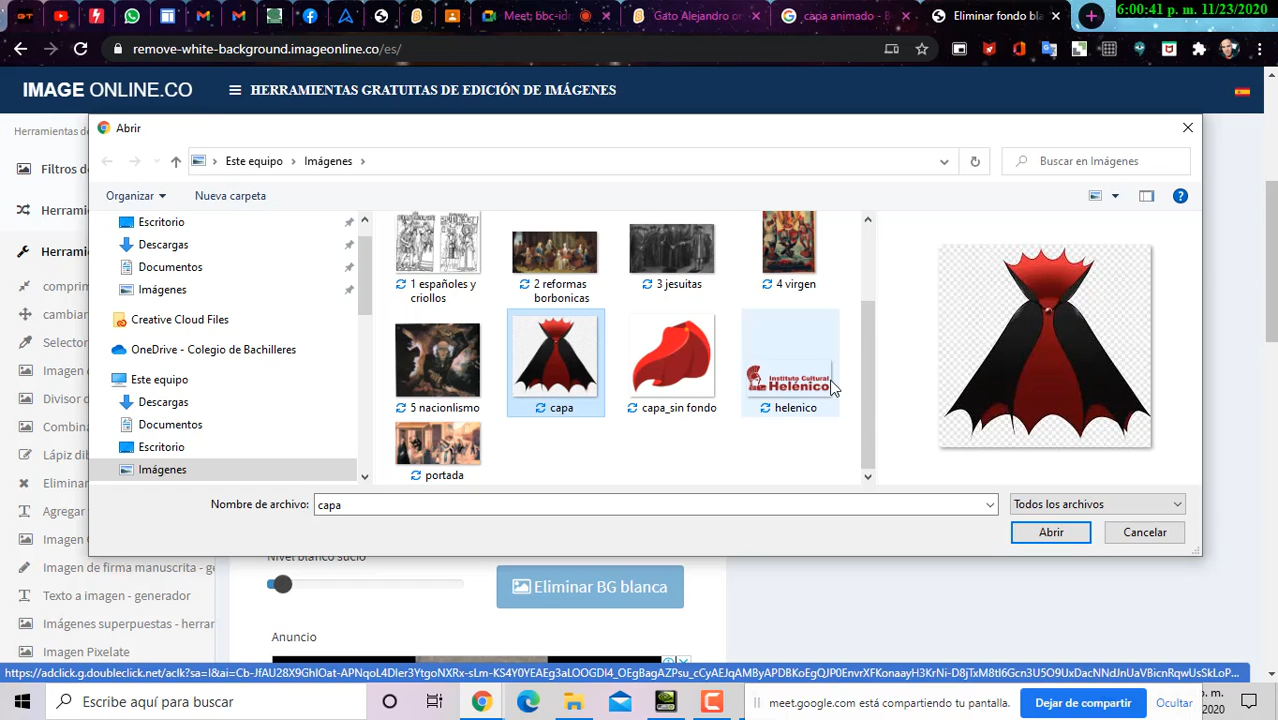 Meet: bbc-id
Gato Alejandro on
capa animado - B
Eliminar fondo bl
6:00:41 p. m. 11/23/2020
remove-white-background.imageonline.co/es/
IMAGE ONLINE.CO
HERRAMIENTAS GRATUITAS DE EDICIÓN DE IMÁGENES
Herramientas de
Filtros d
Herrami
Herrami
compri
cambiar
Selector
Imagen d
Divisor d
Combin
Lápiz dib
Eliminar
Agregar
Imagen
Imagen de firma manuscrita - ge
Texto a imagen - generador
Imágenes superpuestas - herrar
Imagen Pixelate
Abrir
Este equipo
Imágenes
Buscar en Imágenes
Organizar
Nueva carpeta
Escritorio
Descargas
Documentos
Imágenes
Creative Cloud Files
OneDrive - Colegio de Bachilleres
Este equipo
Descargas
Documentos
Escritorio
Imágenes
1 españoles y
criollos
2 reformas
borbonicas
3 jesuitas
4 virgen
5 nacionlismo
capa
capa_sin fondo
Instituto Cultural
Helénico
helenico
portada
Nombre de archivo:
capa
Todos los archivos
Abrir
Cancelar
Nivel blanco sucio
Eliminar BG blanca
Anuncio
Escribe aquí para buscar
meet.google.com está compartiendo tu pantalla.
Dejar de compartir
Ocultar
p. m.
2020